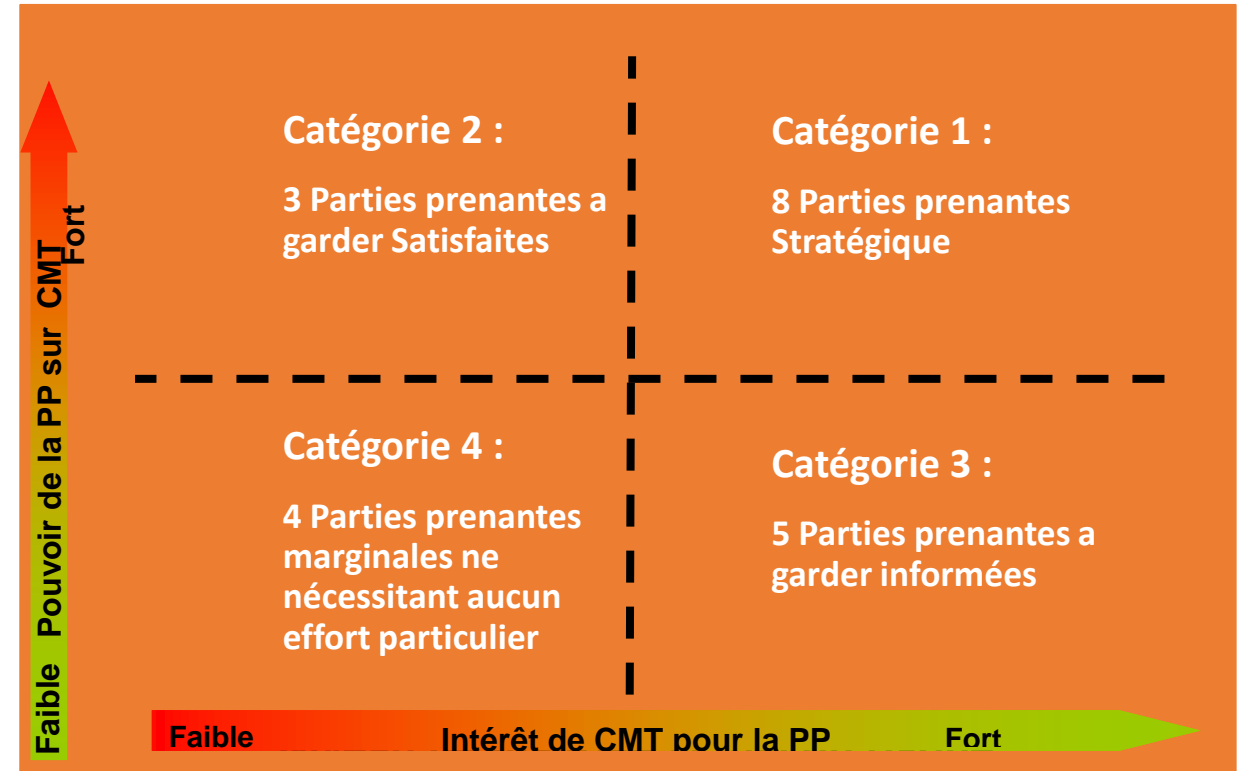 Catégorie 2 :
3 Parties prenantes a
garder Satisfaites
Catégorie 1 :
8 Parties prenantes
Stratégique
Catégorie 4 :
4 Parties prenantes
marginales ne
nécessitant aucun
effort particulier
Catégorie 3 :
5 Parties prenantes a
garder informées
Faible Pouvoir de la PP sur CMT
Fort
Faible Intérêt de CMT pour la PP Fort